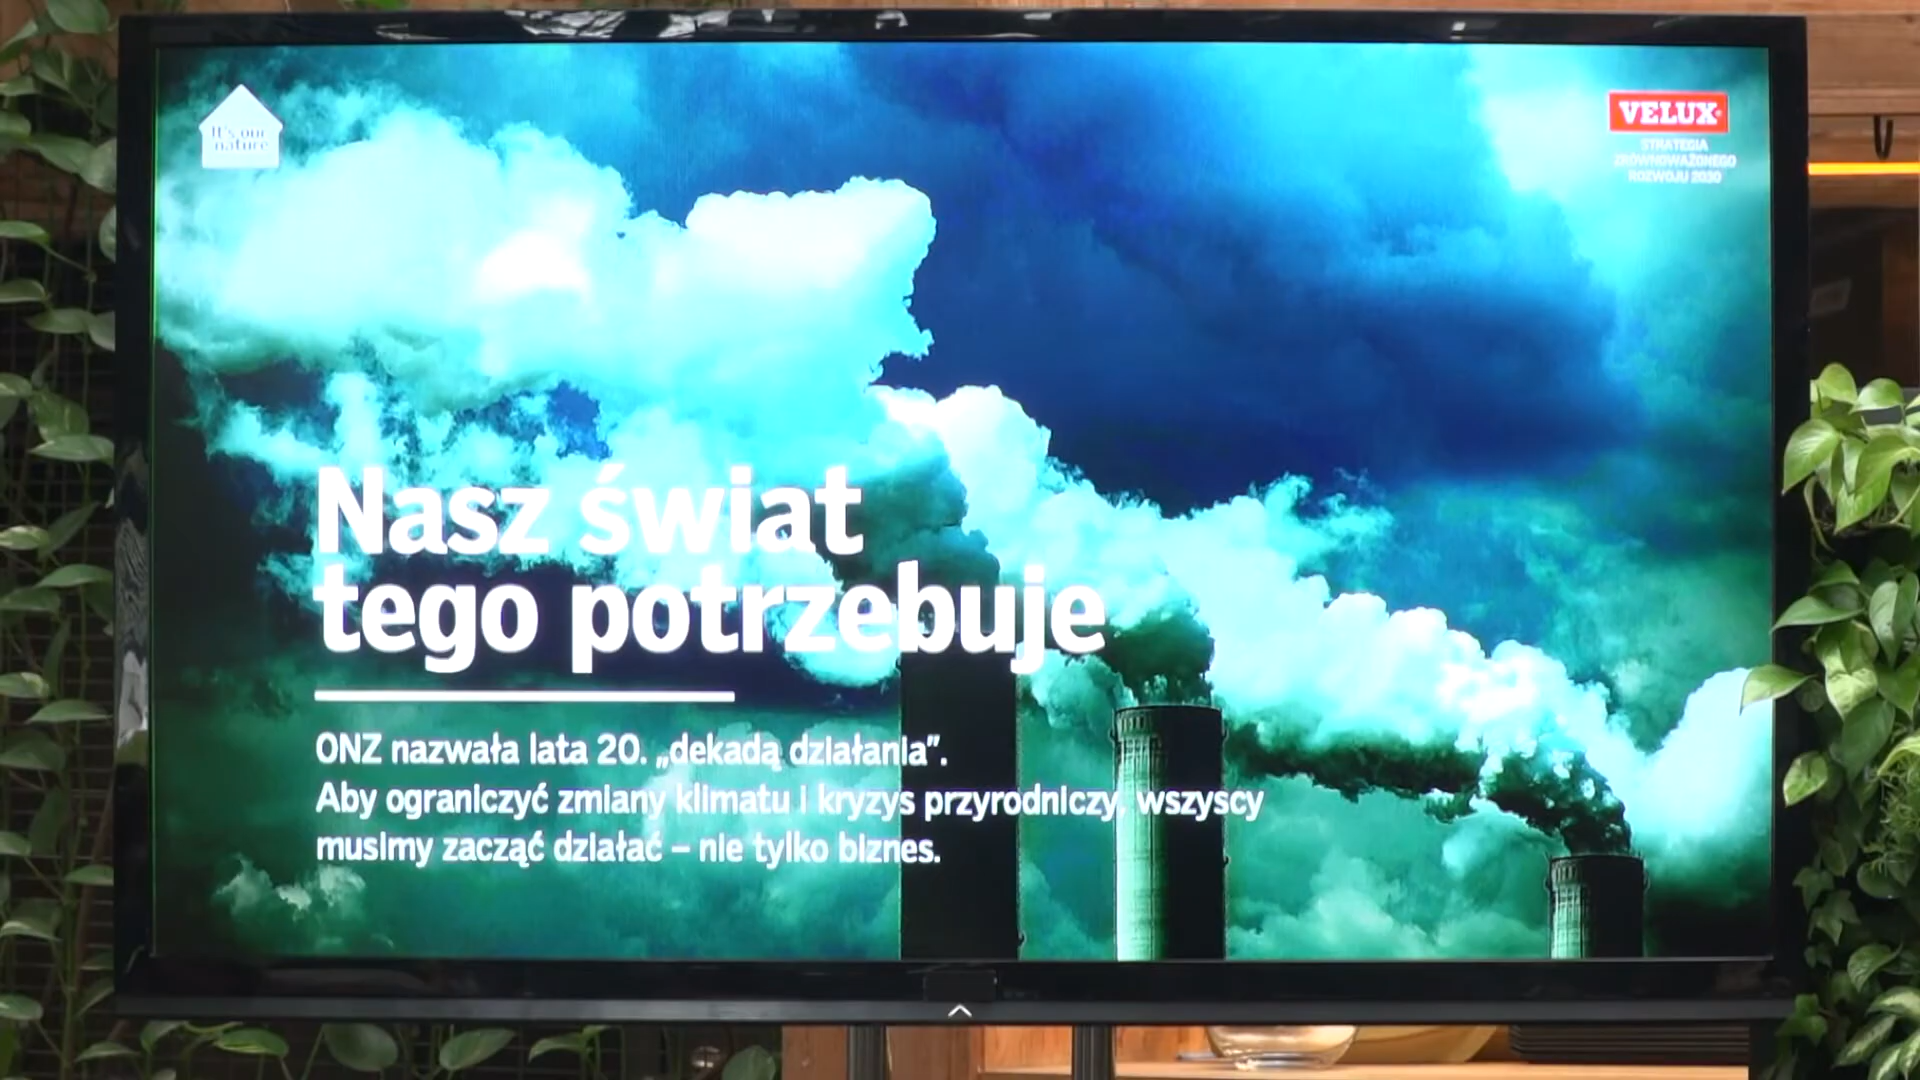 It's our
nature
VELUX
STRATEGIA
ZRÓWNOWAŻONEGO
ROZWOJU 2030
Nasz świat
tego potrzebuje
ONZ nazwała lata 20. „dekadą działania”.
Aby ograniczyć zmiany klimatu i kryzys przyrodniczy, wszyscy
musimy zacząć działać – nie tylko biznes.